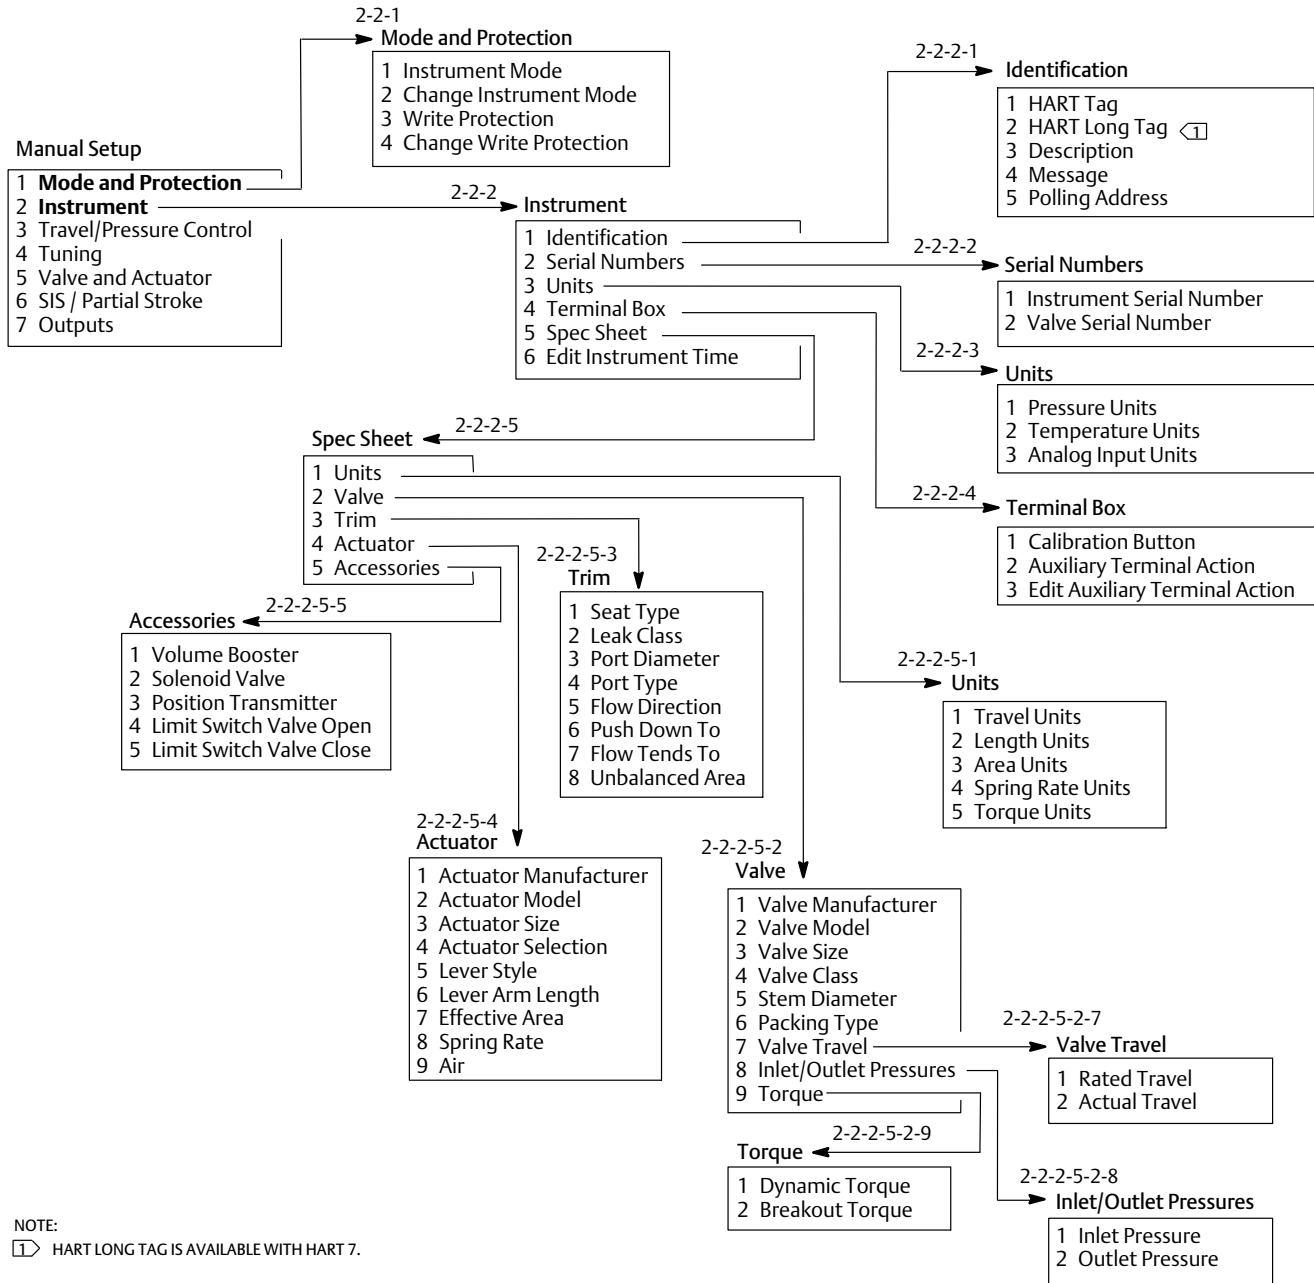 2-2-1
Mode and Protection
1 Instrument Mode
2 Change Instrument Mode
3 Write Protection
4 Change Write Protection
Manual Setup
1 Mode and Protection
2 Instrument
3 Travel/Pressure Control
4 Tuning
5 Valve and Actuator
6 SIS / Partial Stroke
7 Outputs
2-2-2
Instrument
1 Identification
2 Serial Numbers
3 Units
4 Terminal Box
5 Spec Sheet
6 Edit Instrument Time
2-2-2-1
Identification
1 HART Tag
2 HART Long Tag 1
3 Description
4 Message
5 Polling Address
2-2-2-2
Serial Numbers
1 Instrument Serial Number
2 Valve Serial Number
2-2-2-3
Units
1 Pressure Units
2 Temperature Units
3 Analog Input Units
2-2-2-4
Terminal Box
1 Calibration Button
2 Auxiliary Terminal Action
3 Edit Auxiliary Terminal Action
2-2-2-5
Spec Sheet
1 Units
2 Valve
3 Trim
4 Actuator
5 Accessories
2-2-2-5-5
Accessories
1 Volume Booster
2 Solenoid Valve
3 Position Transmitter
4 Limit Switch Valve Open
5 Limit Switch Valve Close
2-2-2-5-3
Trim
1 Seat Type
2 Leak Class
3 Port Diameter
4 Port Type
5 Flow Direction
6 Push Down To
7 Flow Tends To
8 Unbalanced Area
2-2-2-5-1
Units
1 Travel Units
2 Length Units
3 Area Units
4 Spring Rate Units
5 Torque Units
2-2-2-5-4
Actuator
1 Actuator Manufacturer
2 Actuator Model
3 Actuator Size
4 Actuator Selection
5 Lever Style
6 Lever Arm Length
7 Effective Area
8 Spring Rate
9 Air
2-2-2-5-2
Valve
1 Valve Manufacturer
2 Valve Model
3 Valve Size
4 Valve Class
5 Stem Diameter
6 Packing Type
7 Valve Travel
8 Inlet/Outlet Pressures
9 Torque
2-2-2-5-2-7
Valve Travel
1 Rated Travel
2 Actual Travel
2-2-2-5-2-9
Torque
1 Dynamic Torque
2 Breakout Torque
2-2-2-5-2-8
Inlet/Outlet Pressures
1 Inlet Pressure
2 Outlet Pressure
NOTE:
1 HART LONG TAG IS AVAILABLE WITH HART 7.